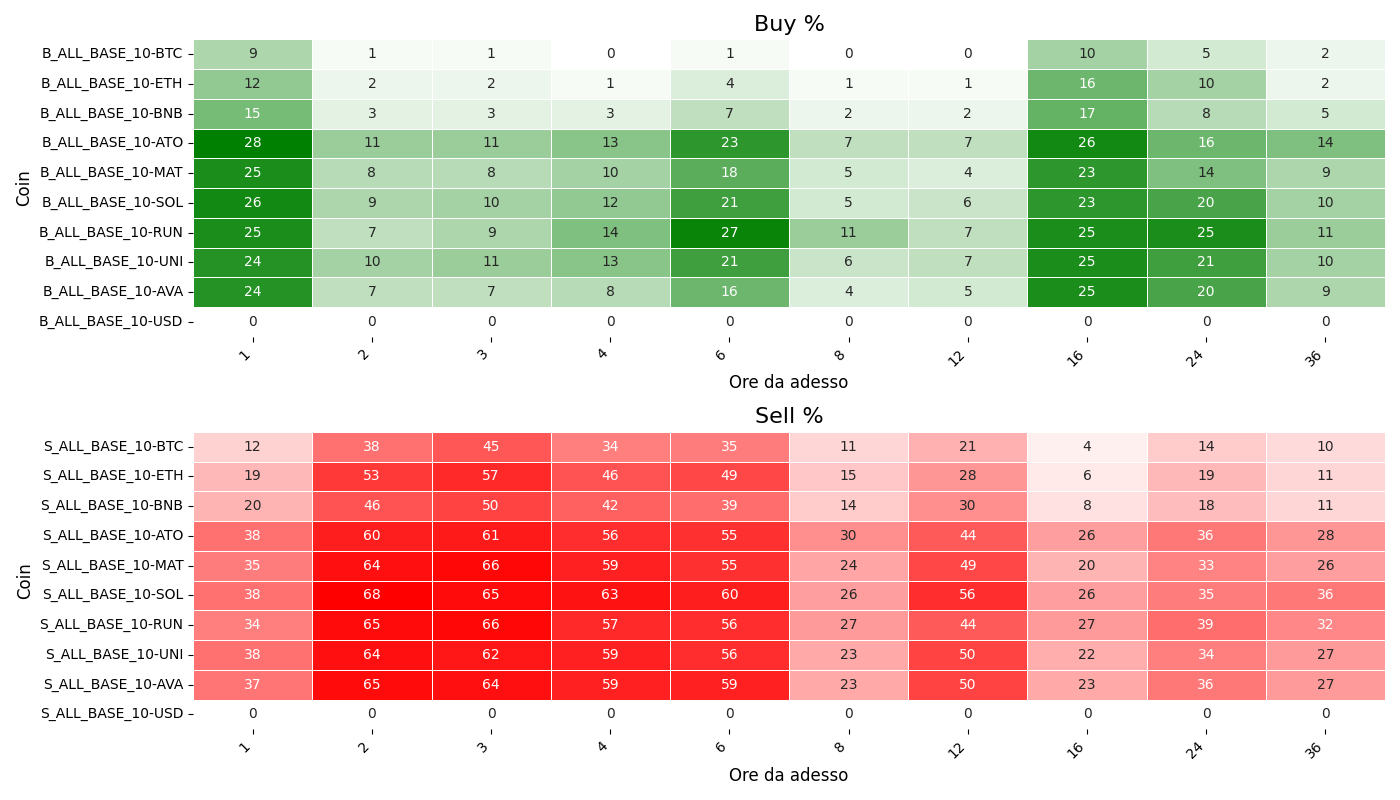 Buy %
Coin
B_ALL_BASE_10-BTC 9 1 1 0 1 0 0 10 5 2
B_ALL_BASE_10-ETH 12 2 2 1 4 1 1 16 10 2
B_ALL_BASE_10-BNB 15 3 3 3 7 2 2 17 8 5
B_ALL_BASE_10-ATO 28 11 11 13 23 7 7 26 16 14
B_ALL_BASE_10-MAT 25 8 8 10 18 5 4 23 14 9
B_ALL_BASE_10-SOL 26 9 10 12 21 5 6 23 20 10
B_ALL_BASE_10-RUN 25 7 9 14 27 11 7 25 25 11
B_ALL_BASE_10-UNI 24 10 11 13 21 6 7 25 21 10
B_ALL_BASE_10-AVA 24 7 7 8 16 4 5 25 20 9
B_ALL_BASE_10-USD 0 0 0 0 0 0 0 0 0 0
1 2 3 4 6 8 12 16 24 36
Ore da adesso
Sell %
Coin
S_ALL_BASE_10-BTC 12 38 45 34 35 11 21 4 14 10
S_ALL_BASE_10-ETH 19 53 57 46 49 15 28 6 19 11
S_ALL_BASE_10-BNB 20 46 50 42 39 14 30 8 18 11
S_ALL_BASE_10-ATO 38 60 61 56 55 30 44 26 36 28
S_ALL_BASE_10-MAT 35 64 66 59 55 24 49 20 33 26
S_ALL_BASE_10-SOL 38 68 65 63 60 26 56 26 35 36
S_ALL_BASE_10-RUN 34 65 66 57 56 27 44 27 39 32
S_ALL_BASE_10-UNI 38 64 62 59 56 23 50 22 34 27
S_ALL_BASE_10-AVA 37 65 64 59 59 23 50 23 36 27
S_ALL_BASE_10-USD 0 0 0 0 0 0 0 0 0 0
1 2 3 4 6 8 12 16 24 36
Ore da adesso